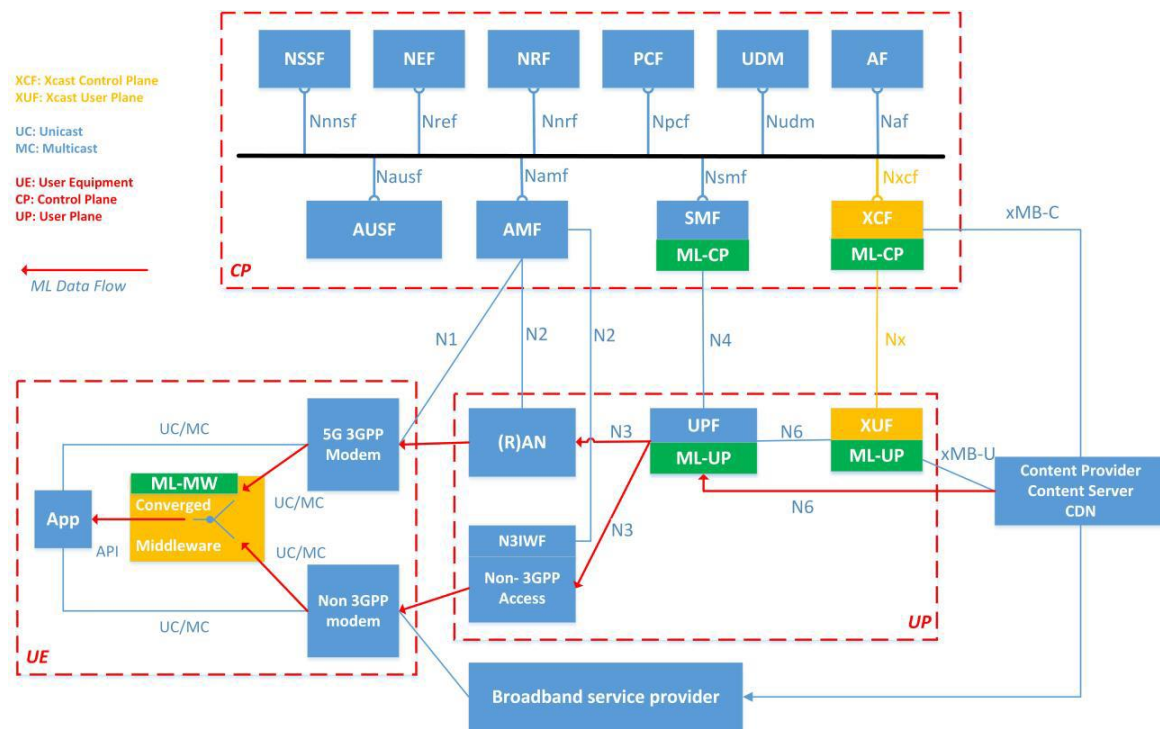 NSSF
NEF
NRF
PCF
UDM
AF
XCF: Xcast Control Plane
XUF: Xcast User Plane
Nnnsf
Nref
Nnrf
Npcf
Nudm
Naf
UC: Unicast
MC: Multicast
UE: User Equipment
CP: Control Plane
UP: User Plane
Nausf
Namf
Nsmf
Nxcf
AUSF
AMF
SMF
ML-CP
XCF
ML-CP
xMB-C
CP
ML Data Flow
N1
N2
N2
N4
Nx
UC/MC
5G 3GPP
Modem
(R)AN
N3
UPF
ML-UP
N6
XUF
ML-UP
xMB-U
Content Provider
Content Server
CDN
N6
ML-MW
Converged
Middleware
UC/MC
App
API
UC/MC
N3
N3IWF
Non- 3GPP
Access
Non 3GPP
modem
UC/MC
UE
UP
Broadband service provider